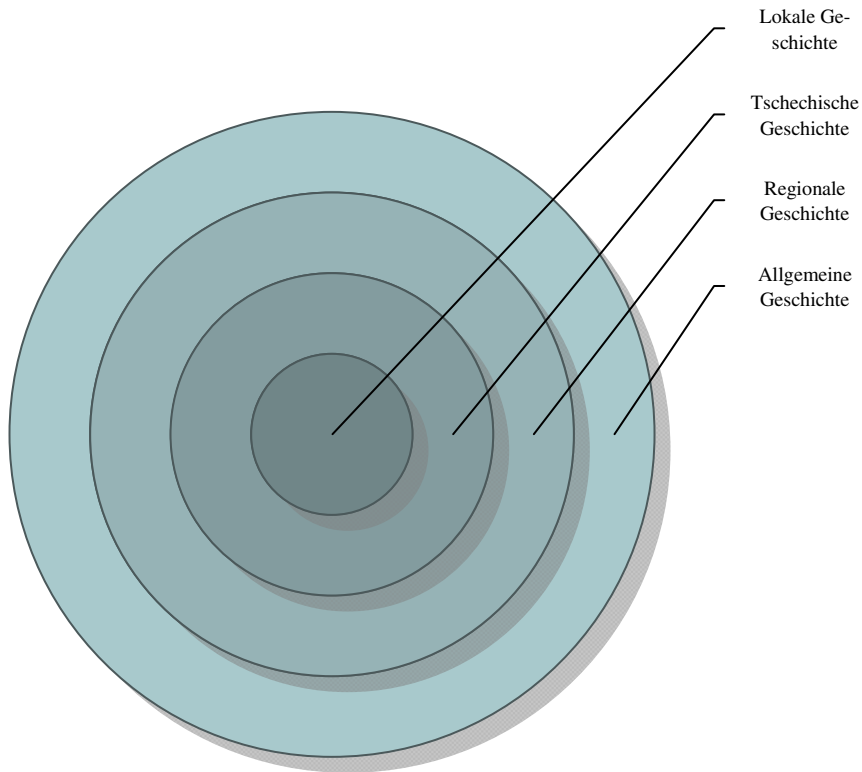 Lokale Ge-
schichte
Tschechische
Geschichte
Regionale
Geschichte
Allgemeine
Geschichte